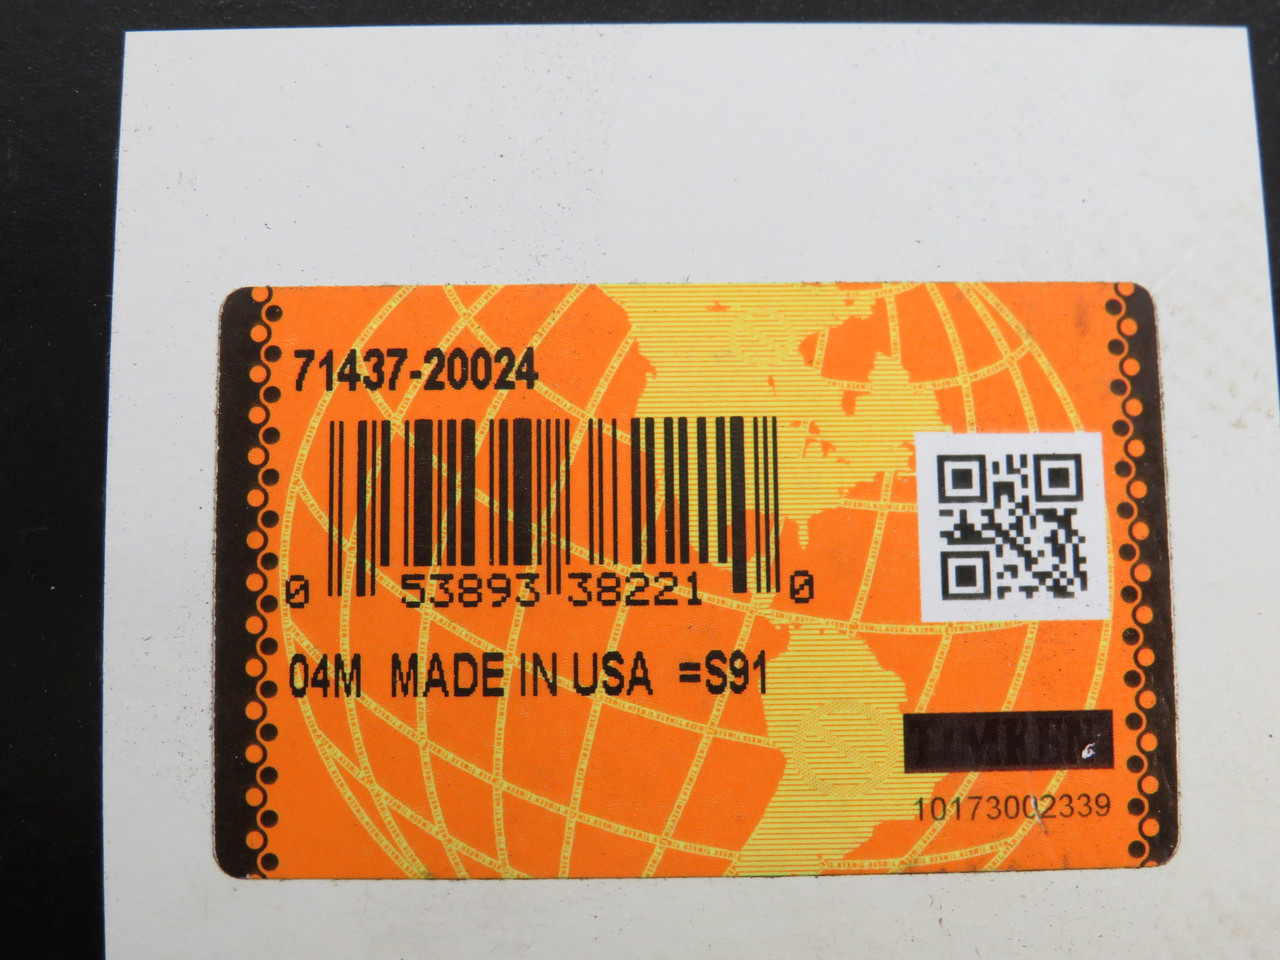 71437-20024
0 53893 38221 0
04M MADE IN USA =S91
TIMKEN
10173002339